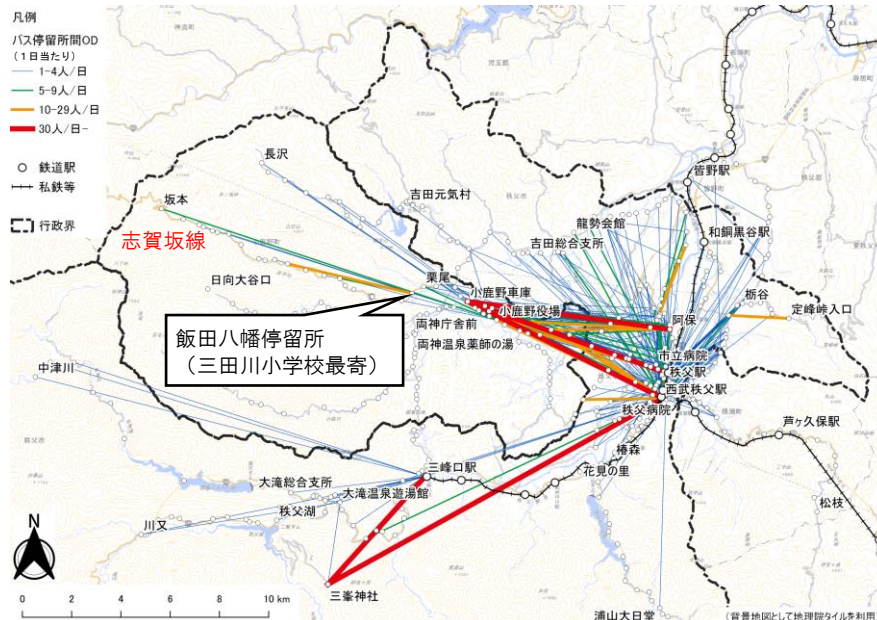 凡例
バス停留所間OD
（1日当たり）
1-4人/日
5-9人/日
10-29人/日
30人/日-
鉄道駅
私鉄等
行政界
皆野駅
長沢
吉田元気村
坂本
龍勢会館
和銅黒谷駅
志賀坂線
吉田総合支所
日向大谷口
栗尾
小鹿野車庫
栃谷
定峰峠入口
小鹿野役場
阿保
両神庁舎前
飯田八幡停留所
（三田川小学校最寄）
両神温泉薬師の湯
市立病院
中津川
秩父駅
西武秩父駅
秩父病院
芦ヶ久保駅
椿森
三峰口駅
花見の里
大滝総合支所
大滝温泉遊湯館
秩父湖
松枝
川又
N
三峯神社
0 2 4 6 8 10 km
浦山大日堂
（背景地図として地理院タイルを利用